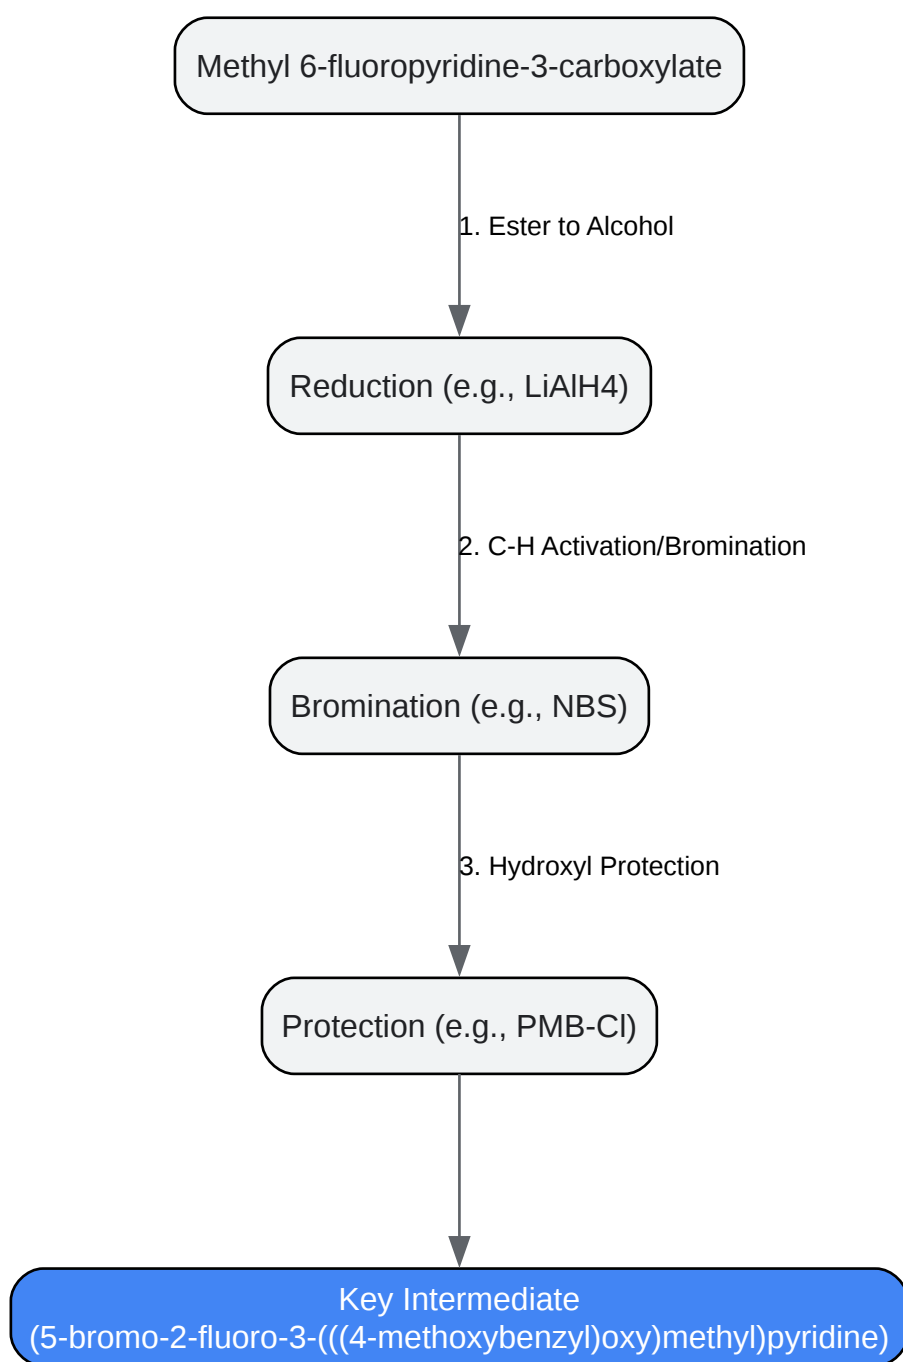 Methyl 6-fluoropyridine-3-carboxylate
1. Ester to Alcohol
Reduction (e.g., LiAlH4)
2. C-H Activation/Bromination
Bromination (e.g., NBS)
3. Hydroxyl Protection
Protection (e.g., PMB-Cl)
Key Intermediate
(5-bromo-2-fluoro-3-(((4-methoxybenzyl)oxy)methyl)pyridine)